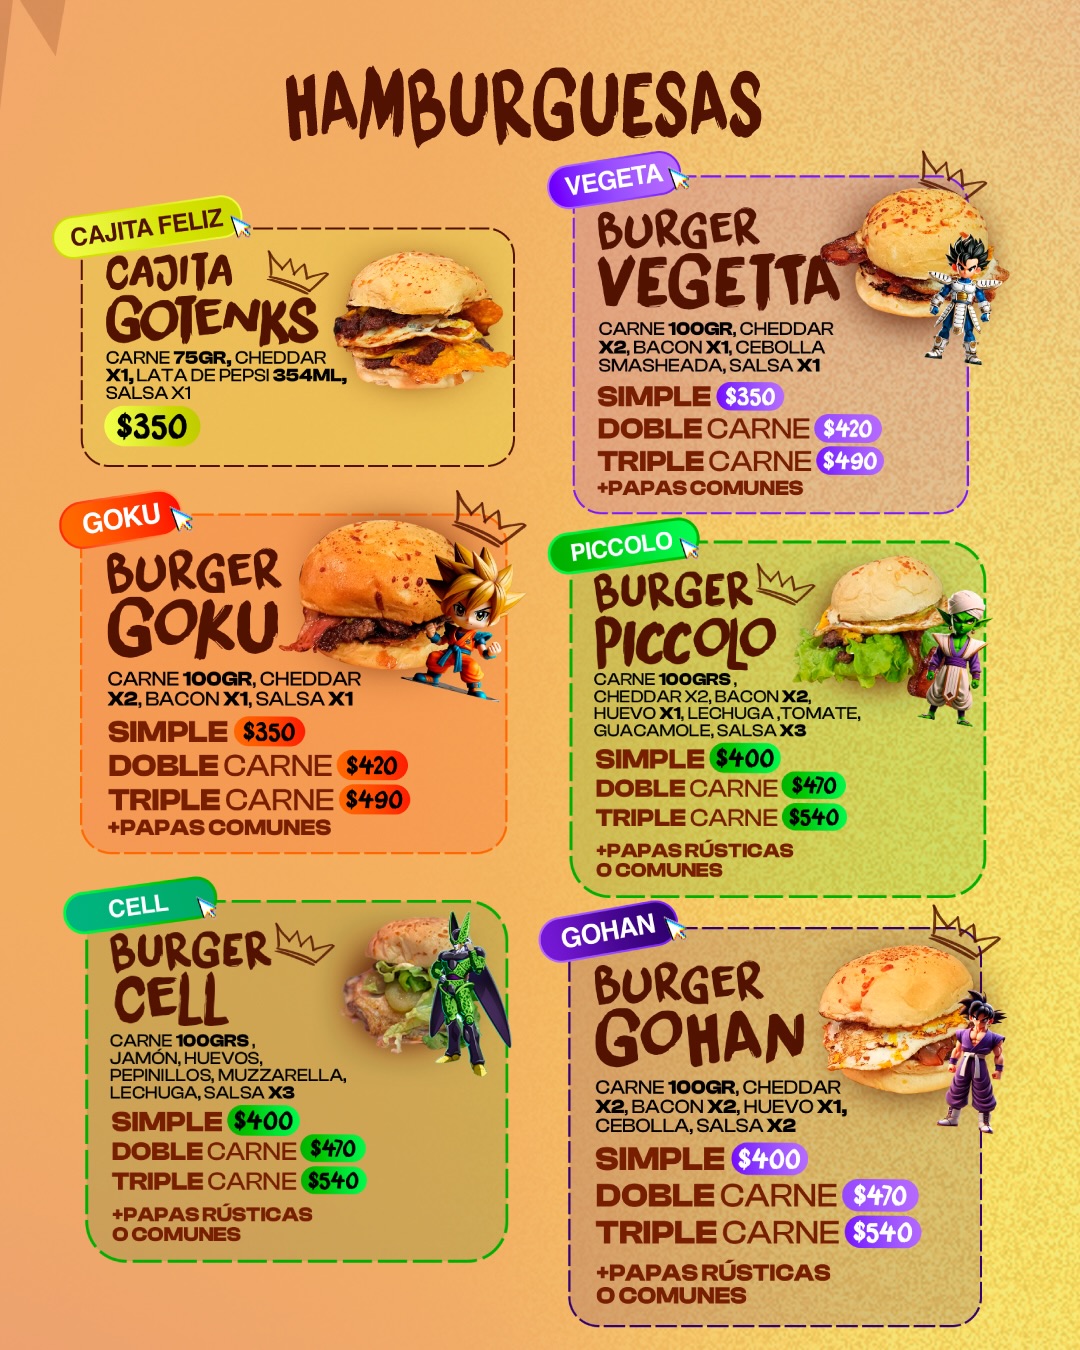 HAMBURGUESAS
CAJITA FELIZ
CAJITA
GOTENKS
CARNE 75GR, CHEDDAR
X1, LATA DE PEPSI 354ML,
SALSA X1
$350
VEGETA
BURGER
VEGETTA
CARNE 100GR, CHEDDAR
X2, BACON X1, CEBOLLA
SMASHEADA, SALSA X1
SIMPLE $350
DOBLE CARNE $420
TRIPLE CARNE $490
+PAPAS COMUNES
GOKU
BURGER
GOKU
CARNE 100GR, CHEDDAR
X2, BACON X1, SALSA X1
SIMPLE $350
DOBLE CARNE $420
TRIPLE CARNE $490
+PAPAS COMUNES
PICCOLO
BURGER
PICCOLO
CARNE 100GRS,
CHEDDAR X2, BACON X2,
HUEVO X1, LECHUGA ,TOMATE,
GUACAMOLE, SALSA X3
SIMPLE $400
DOBLE CARNE $470
TRIPLE CARNE $540
+PAPAS RÚSTICAS
O COMUNES
CELL
BURGER
CELL
CARNE 100GRS,
JAMÓN, HUEVOS,
PEPINILLOS, MUZZARELLA,
LECHUGA, SALSA X3
SIMPLE $400
DOBLE CARNE $470
TRIPLE CARNE $540
+PAPAS RÚSTICAS
O COMUNES
GOHAN
BURGER
GOHAN
CARNE 100GR, CHEDDAR
X2, BACON X2, HUEVO X1,
CEBOLLA, SALSA X2
SIMPLE $400
DOBLE CARNE $470
TRIPLE CARNE $540
+PAPAS RÚSTICAS
O COMUNES